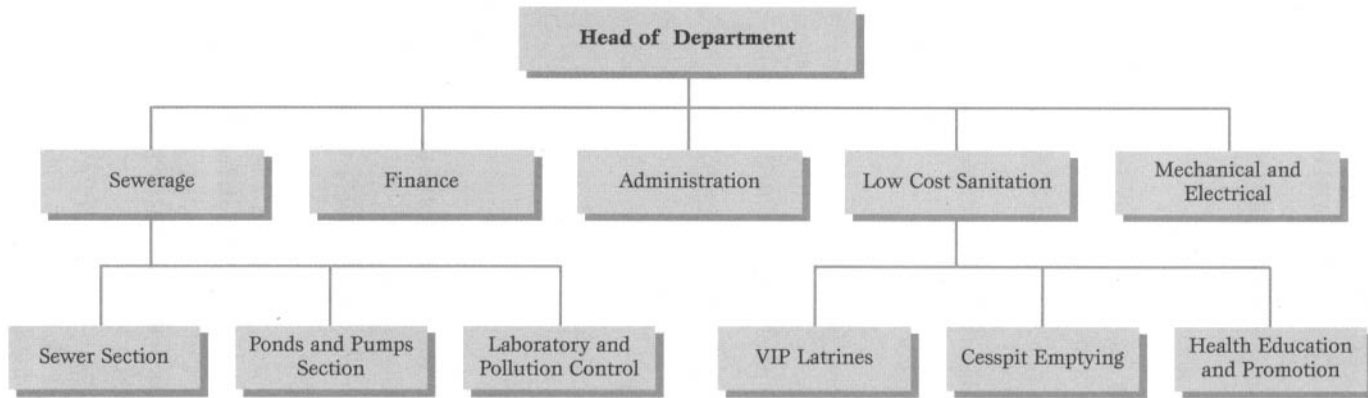 Head of Department
Sewerage
Finance
Administration
Low Cost Sanitation
Mechanical and
Electrical
Sewer Section
Ponds and Pumps
Section
Laboratory and
Pollution Control
VIP Latrines
Cesspit Emptying
Health Education
and Promotion